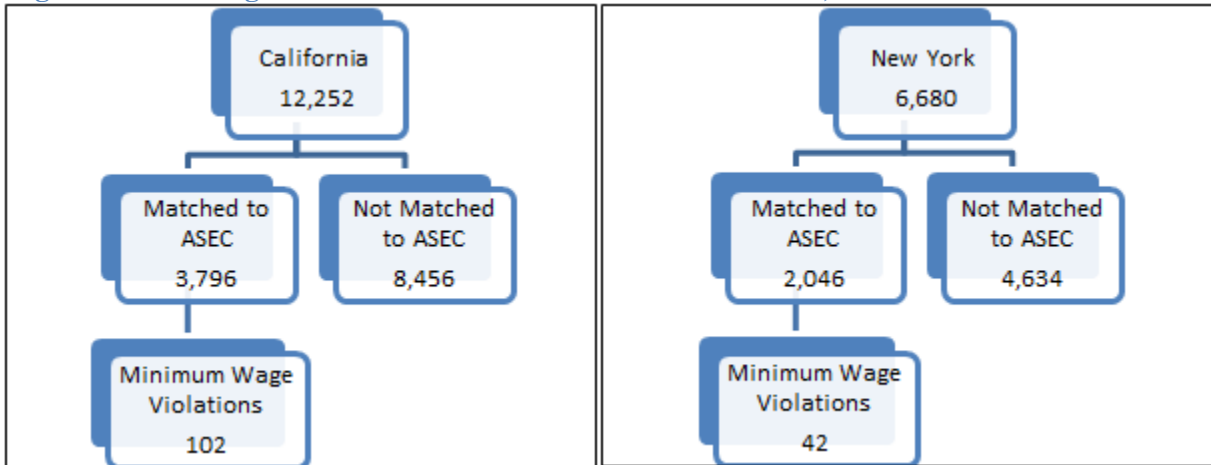 California
12,252
Matched to
ASEC
3,796
Not Matched
to ASEC
8,456
Minimum Wage
Violations
102
New York
6,680
Matched to
ASEC
2,046
Not Matched
to ASEC
4,634
Minimum Wage
Violations
42